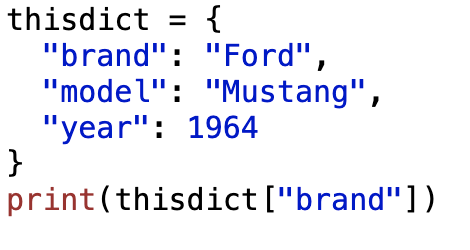 thisdict = {
  "brand": "Ford",
  "model": "Mustang",
  "year": 1964
}
print(thisdict["brand"])